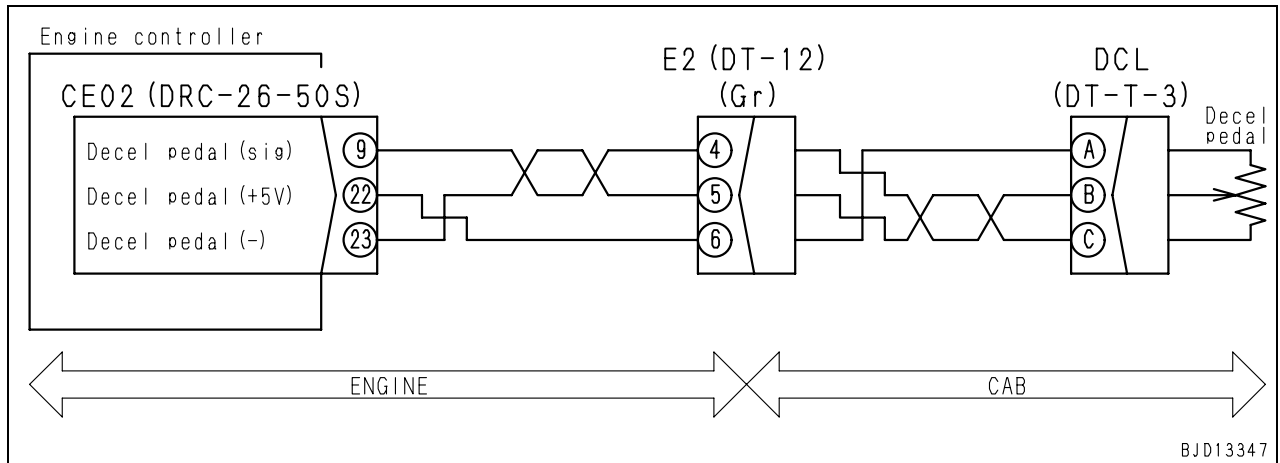 Engine controller
CE02 (DRC-26-50S)
Decel pedal (sig)
9
Decel pedal (+5V)
22
Decel pedal (-)
23
E2 (DT-12)
(Gr)
4
5
6
DCL
(DT-T-3)
A
B
C
Decel
pedal
ENGINE
CAB
BJD13347